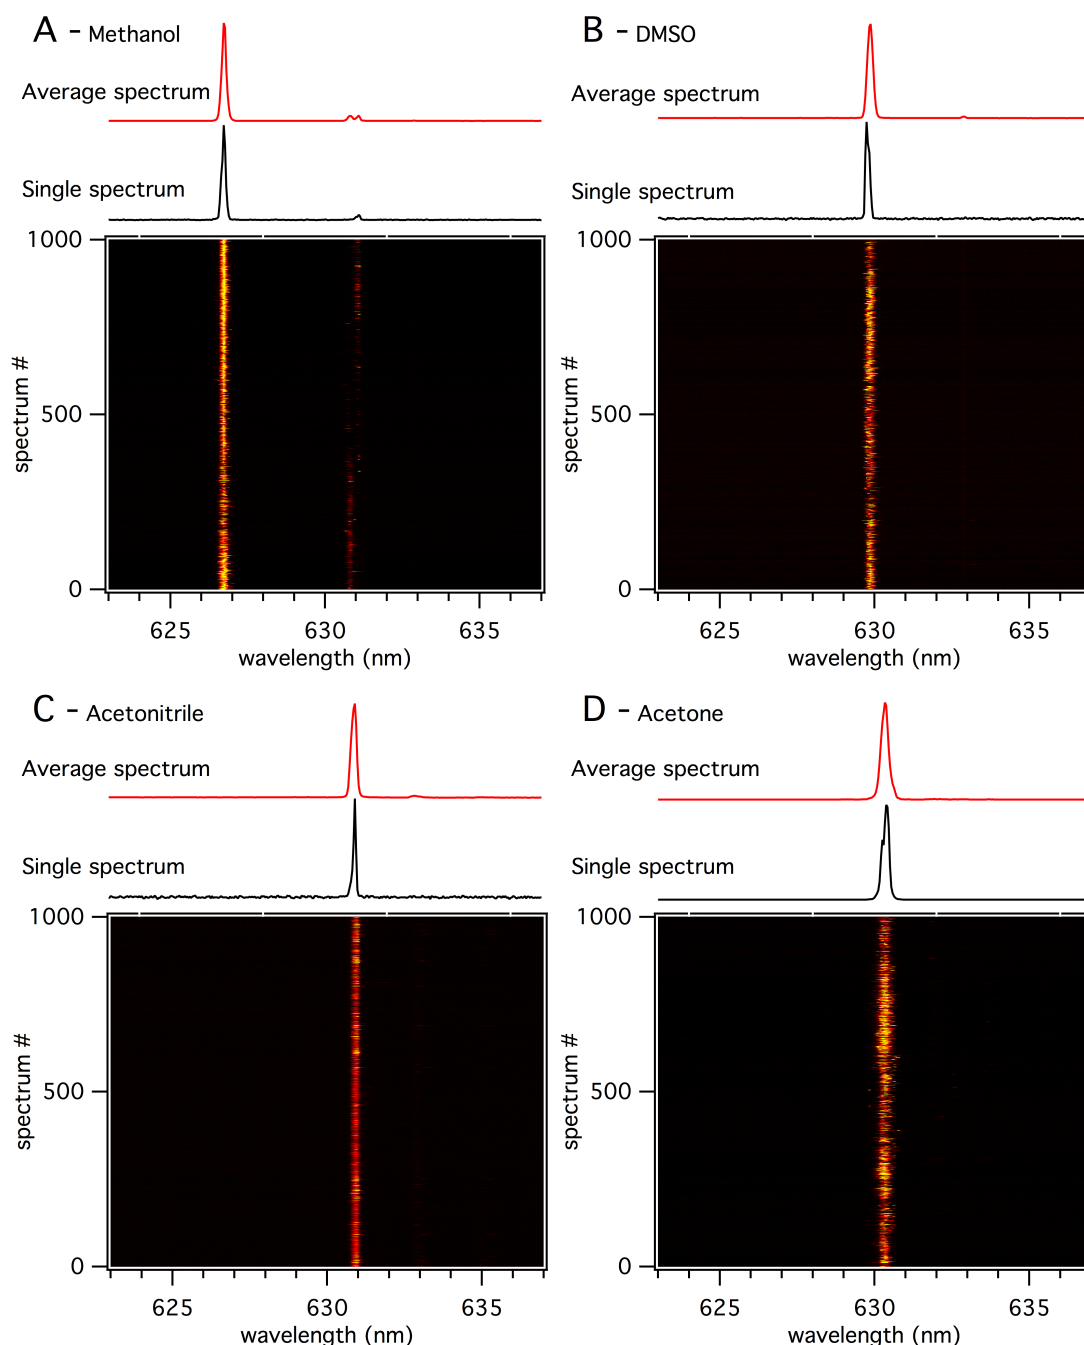 A - Methanol
Average spectrum
Single spectrum
1000
500
0
spectrum #
625 630 635
wavelength (nm)
B - DMSO
Average spectrum
Single spectrum
1000
500
0
spectrum #
625 630 635
wavelength (nm)
C - Acetonitrile
Average spectrum
Single spectrum
1000
500
0
spectrum #
625 630 635
wavelength (nm)
D - Acetone
Average spectrum
Single spectrum
1000
500
0
spectrum #
625 630 635
wavelength (nm)